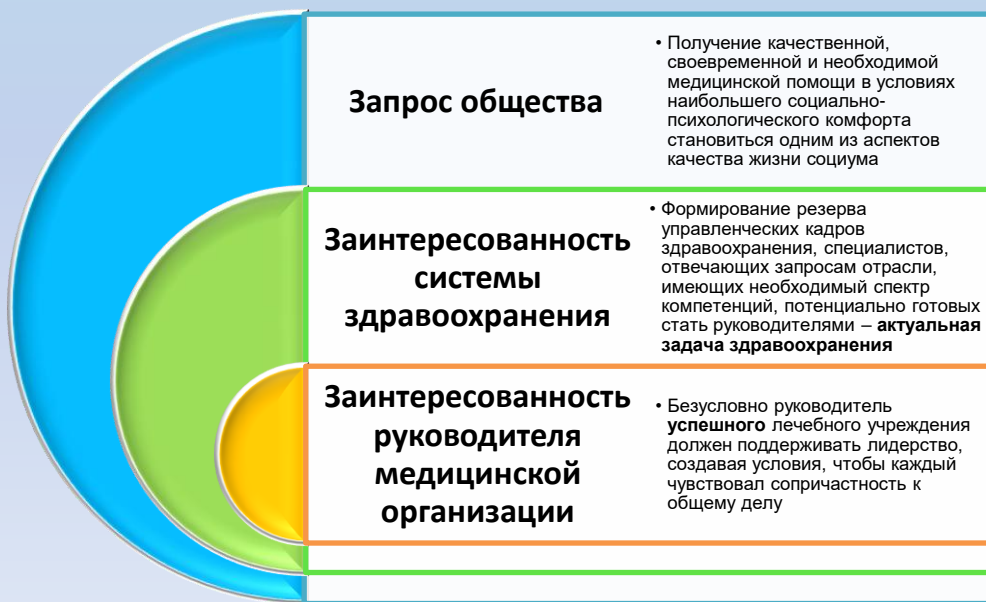 Запрос общества
• Получение качественной,
своевременной и необходимой
медицинской помощи в условиях
наибольшего социально-
психологического комфорта
становиться одним из аспектов
качества жизни социума
Заинтересованность
системы
здравоохранения
• Формирование резерва
управленческих кадров
здравоохранения, специалистов,
отвечающих запросам отрасли,
имеющих необходимый спектр
компетенций, потенциально готовых
стать руководителями – актуальная
задача здравоохранения
Заинтересованность
руководителя
медицинской
организации
• Безусловно руководитель
успешного лечебного учреждения
должен поддерживать лидерство,
создавая условия, чтобы каждый
чувствовал сопричастность к
общему делу